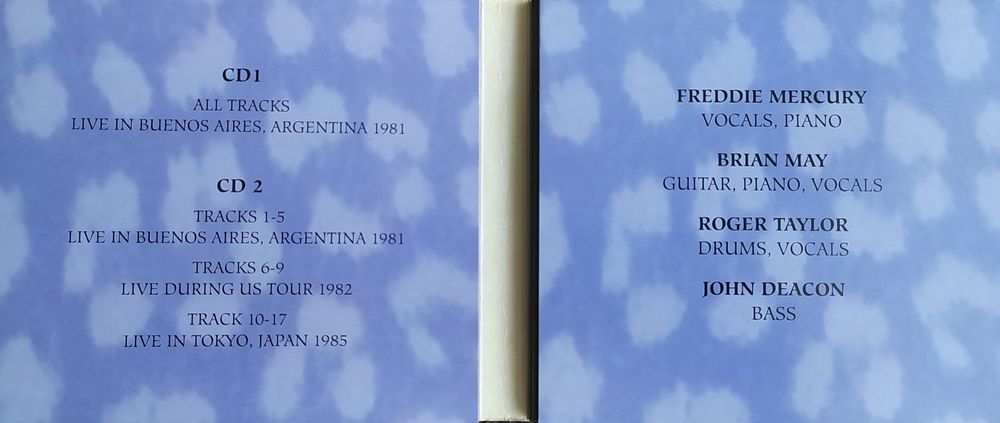 CD1
ALL TRACKS
LIVE IN BUENOS AIRES, ARGENTINA 1981
CD 2
TRACKS 1-5
LIVE IN BUENOS AIRES, ARGENTINA 1981
TRACKS 6-9
LIVE DURING US TOUR 1982
TRACK 10-17
LIVE IN TOKYO, JAPAN 1985
FREDDIE MERCURY
VOCALS, PIANO
BRIAN MAY
GUITAR, PIANO, VOCALS
ROGER TAYLOR
DRUMS, VOCALS
JOHN DEACON
BASS